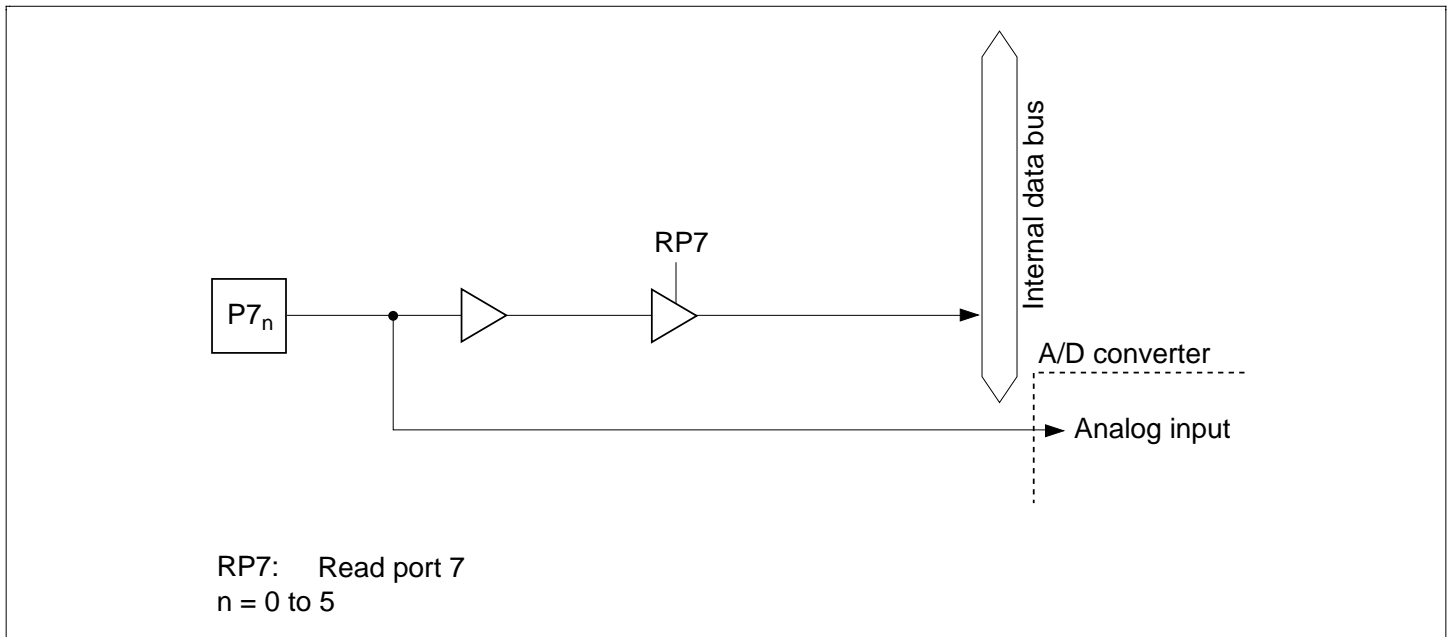 Internal data bus
RP7
P7n
A/D converter
Analog input
RP7: Read port 7
n = 0 to 5